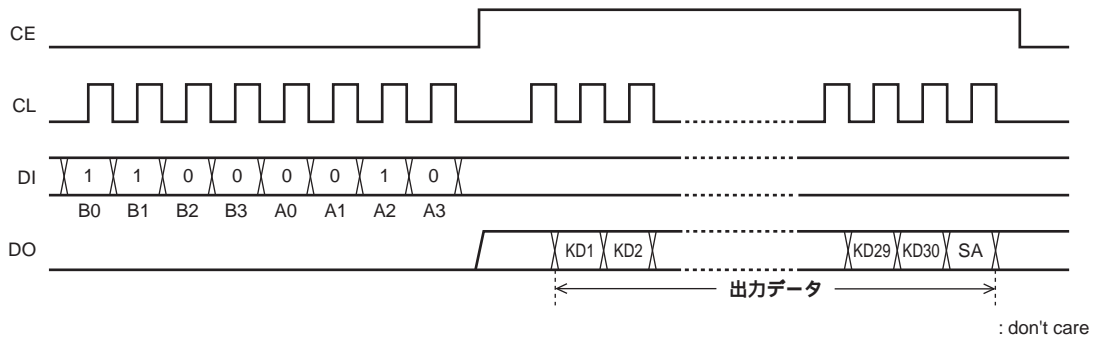 CE
CL
DI 1 1 0 0 0 0 1 0
B0 B1 B2 B3 A0 A1 A2 A3
DO KD1 KD2 KD29 KD30 SA
出力データ
: don't care